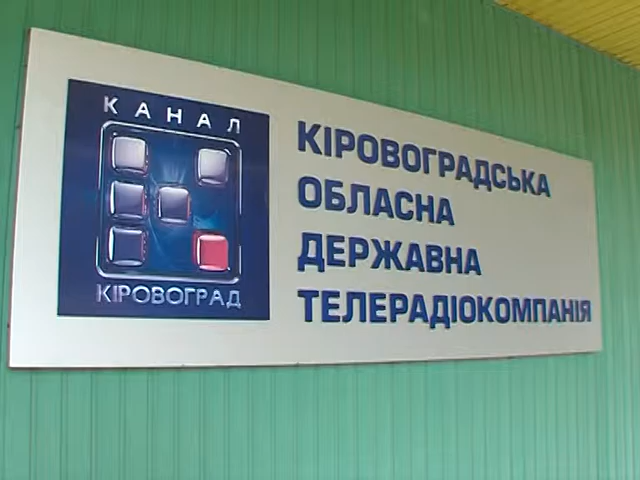 КАНАЛ
КІРОВОГРАД
КІРОВОГРАДСЬКА
ОБЛАСНА
ДЕРЖАВНА
ТЕЛЕРАДІОКОМПАНІЯ